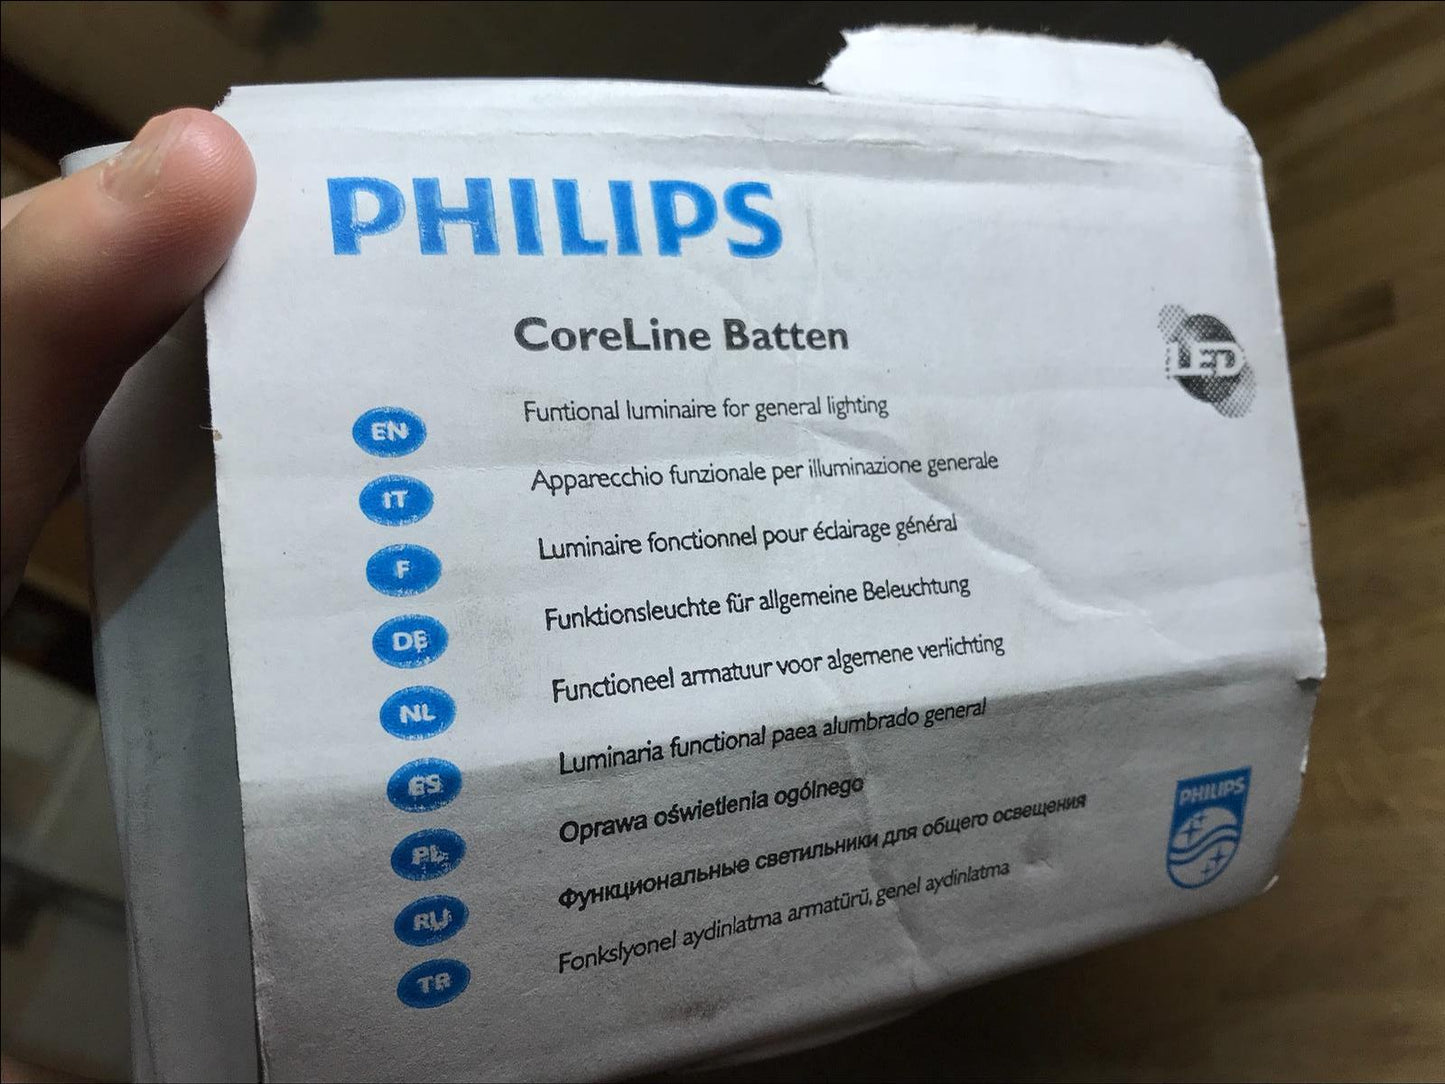 PHILIPS
CoreLine Batten
LED
EN Funtional luminaire for general lighting
IT Apparecchio funzionale per illuminazione generale
F Luminaire fonctionnel pour éclairage général
DE Funktionsleuchte für allgemeine Beleuchtung
NL Functioneel armatuur voor algemene verlichting
ES Luminaria functional paea alumbrado general
PL Oprawa oświetlenia ogólnego
RU Функциональные светильники для общего освещения
TR Fonkslyonel aydinlatma armatürü, genel aydinlatma
PHILIPS